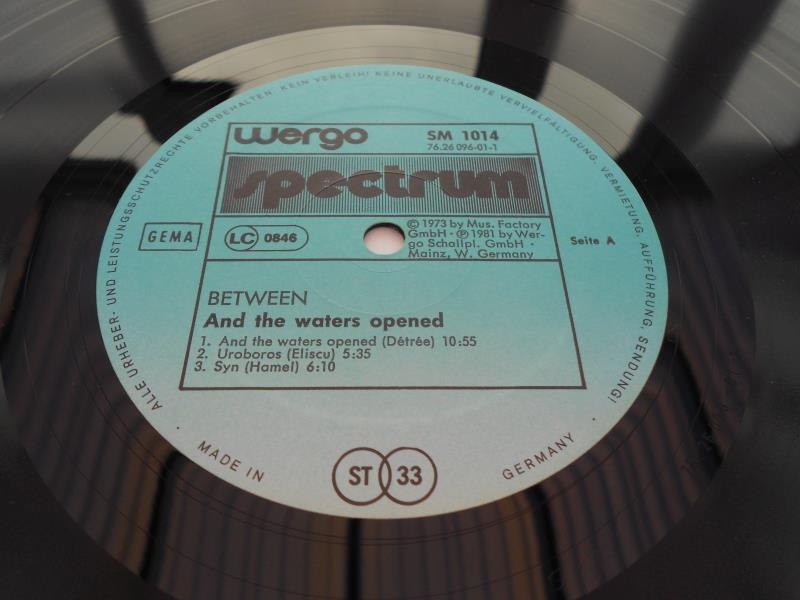 ALLE URHEBER- UND LEISTUNGSSCHUTZRECHTE VORBEHALTEN. KEIN VERLEIH! KEINE UNERLAUBTE VERVIELFÄLTIGUNG, VERMIETUNG, AUFFÜHRUNG, SENDUNG!
wergo
SM 1014
76.26 096-01-1
spectrum
GEMA
LC 0846
© 1973 by Mus. Factory
GmbH · ℗ 1981 by Wer-
go Schallpl. GmbH ·
Mainz, W. Germany
Seite A
BETWEEN
And the waters opened
1. And the waters opened (Détrée) 10:55
2. Uroboros (Eliscu) 5:35
3. Syn (Hamel) 6:10
· MADE IN GERMANY ·
ST 33